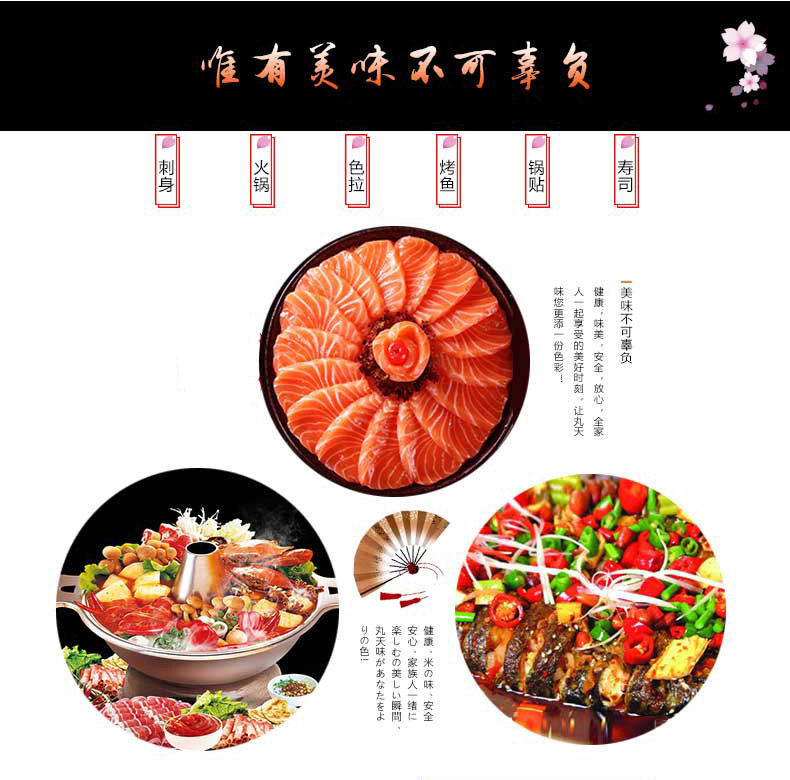 唯有美味不可辜负
刺身
火锅
色拉
烤鱼
锅贴
寿司
美味不可辜负
健康，味美，安全，放心，全家
人一起享受的美好时刻，让丸天
味您更添一份色彩！
健康，米の味、安全
安心，家族人一緒に
楽しむの美しい瞬間、
丸天味があなたをよ
りの色!!